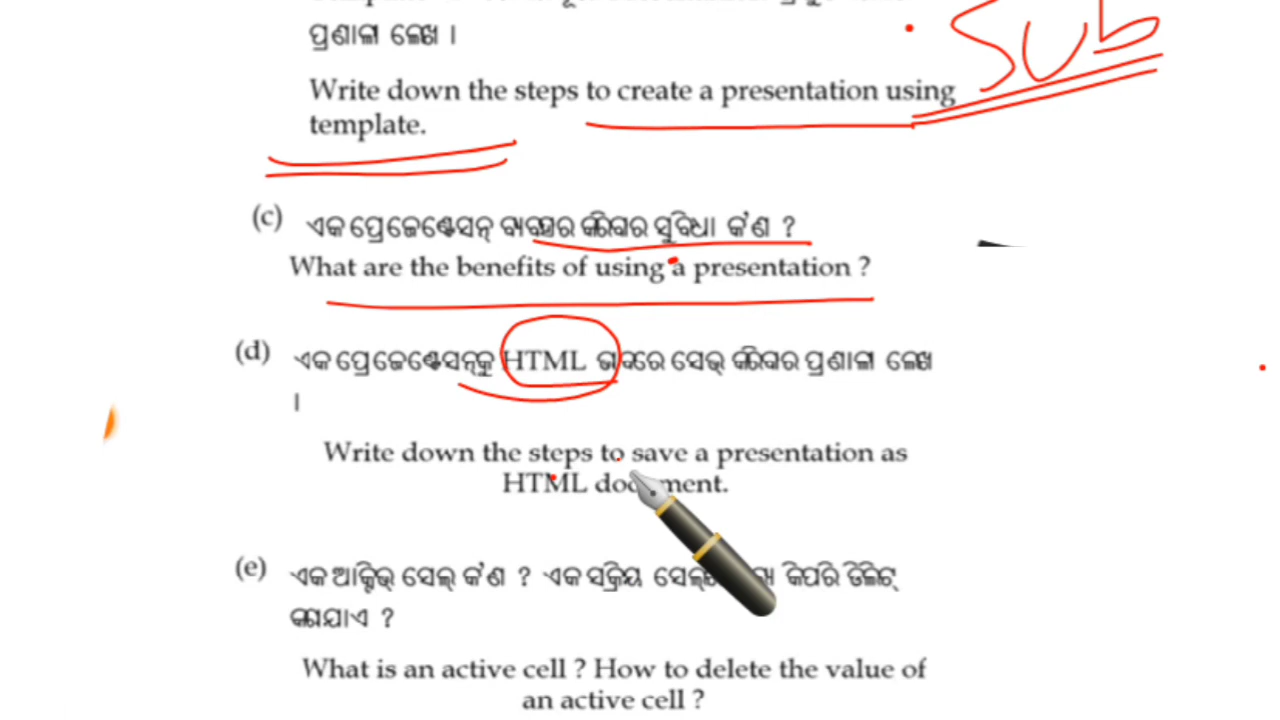 ପ୍ରଣାଳୀ ଲେଖ ।
Sub
Write down the steps to create a presentation using
template.
(c) ଏକ ପ୍ରେଜେଣ୍ଟେସନ୍ ବ୍ୟବହାର କରିବାର ସୁବିଧା କ'ଣ ?
What are the benefits of using a presentation ?
(d) ଏକ ପ୍ରେଜେଣ୍ଟେସନ୍‌କୁ HTML ଭାବରେ ସେଭ୍ କରିବାର ପ୍ରଣାଳୀ ଲେଖ
।
Write down the steps to save a presentation as
HTML document.
(e) ଏକ ଆକ୍ଟିଭ୍ ସେଲ୍ କ'ଣ ? ଏକ ସକ୍ରିୟ କିପରି ଡିଲିଟ୍
କରାଯାଏ ?
What is an active cell ? How to delete the value of
an active cell ?